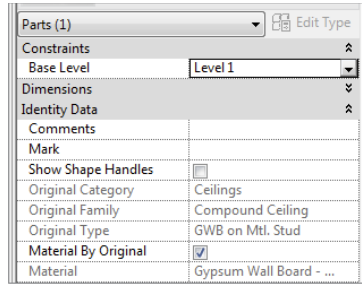 Parts (1) Edit Type
Constraints
Base Level Level 1
Dimensions
Identity Data
Comments
Mark
Show Shape Handles
Original Category Ceilings
Original Family Compound Ceiling
Original Type GWB on Mtl. Stud
Material By Original
Material Gypsum Wall Board - ...